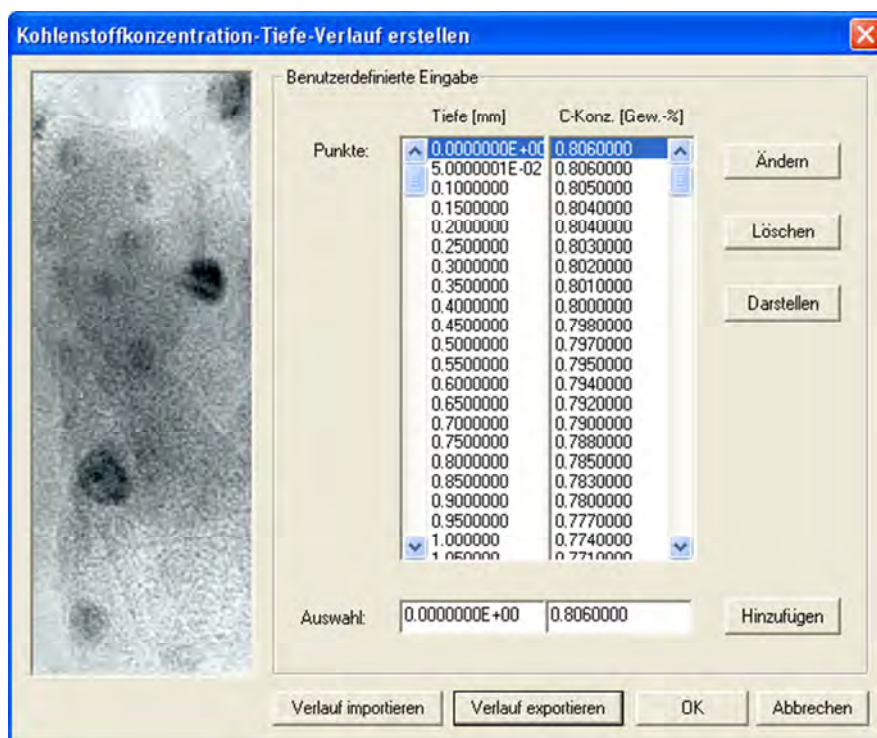 Kohlenstoffkonzentration-Tiefe-Verlauf erstellen
Benutzerdefinierte Eingabe
Tiefe [mm] C-Konz. [Gew.-%]
Punkte:
0.0000000E+00 0.8060000
5.0000001E-02 0.8060000
0.1000000 0.8050000
0.1500000 0.8040000
0.2000000 0.8040000
0.2500000 0.8030000
0.3000000 0.8020000
0.3500000 0.8010000
0.4000000 0.8000000
0.4500000 0.7980000
0.5000000 0.7970000
0.5500000 0.7950000
0.6000000 0.7940000
0.6500000 0.7920000
0.7000000 0.7900000
0.7500000 0.7880000
0.8000000 0.7850000
0.8500000 0.7830000
0.9000000 0.7800000
0.9500000 0.7770000
1.000000 0.7740000
1.050000 0.7710000
Ändern
Löschen
Darstellen
Auswahl: 0.0000000E+00 0.8060000 Hinzufügen
Verlauf importieren Verlauf exportieren OK Abbrechen